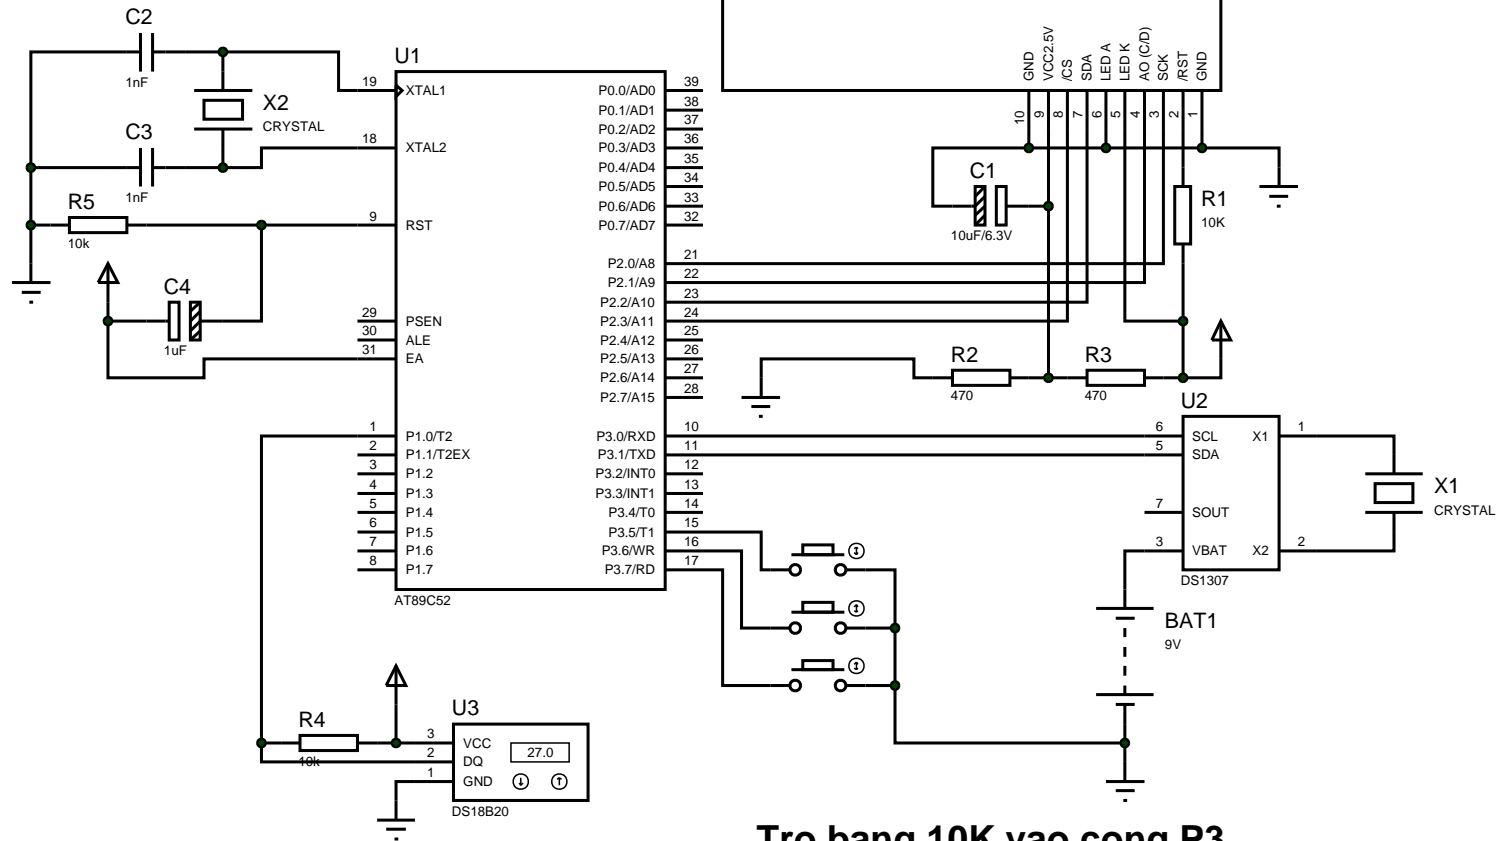 C2
1nF
X2
CRYSTAL
C3
1nF
R5
10k
C4
1uF
U1
19 XTAL1
18 XTAL2
9 RST
29 PSEN
30 ALE
31 EA
1 P1.0/T2
2 P1.1/T2EX
3 P1.2
4 P1.3
5 P1.4
6 P1.5
7 P1.6
8 P1.7
P0.0/AD0 39
P0.1/AD1 38
P0.2/AD2 37
P0.3/AD3 36
P0.4/AD4 35
P0.5/AD5 34
P0.6/AD6 33
P0.7/AD7 32
P2.0/A8 21
P2.1/A9 22
P2.2/A10 23
P2.3/A11 24
P2.4/A12 25
P2.5/A13 26
P2.6/A14 27
P2.7/A15 28
P3.0/RXD 10
P3.1/TXD 11
P3.2/INT0 12
P3.3/INT1 13
P3.4/T0 14
P3.5/T1 15
P3.6/WR 16
P3.7/RD 17
AT89C52
GND 10
VCC2.5V 9
/CS 8
SDA 7
LED A 6
LED K 5
AO (C/D) 4
SCK 3
/RST 2
GND 1
C1
10uF/6.3V
R1
10K
R2
470
R3
470
U2
6 SCL
5 SDA
7 SOUT
3 VBAT
X1 1
X2 2
DS1307
X1
CRYSTAL
BAT1
9V
R4
10k
U3
3 VCC
2 DQ
1 GND
27.0
DS18B20
Tro bang 10K vao cong P3